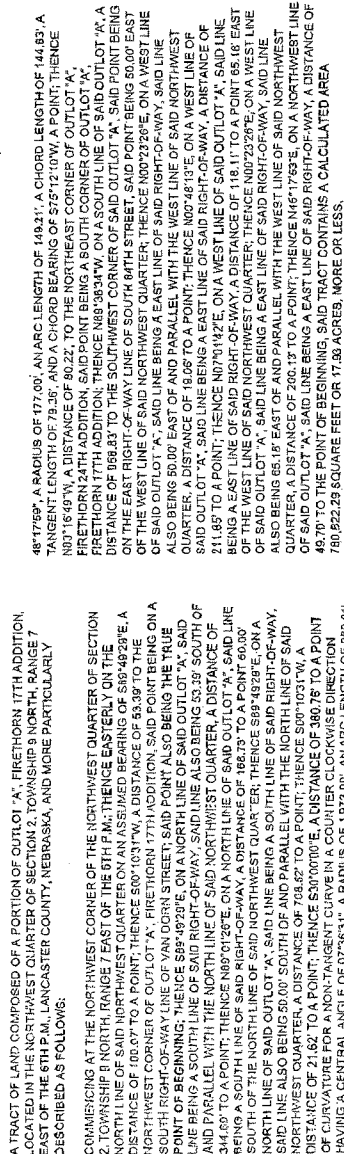 A TRACT OF LAND COMPOSED OF A PORTION OF OUTLOT "A", FIRETHORN 17TH ADDITION,
LOCATED IN THE NORTHWEST QUARTER OF SECTION 2, TOWNSHIP 9 NORTH, RANGE 7
EAST OF THE 6TH P.M., LANCASTER COUNTY, NEBRASKA, AND MORE PARTICULARLY
DESCRIBED AS FOLLOWS:
COMMENCING AT THE NORTHWEST CORNER OF THE NORTHWEST QUARTER OF SECTION
2, TOWNSHIP 9 NORTH, RANGE 7 EAST OF THE 6TH P.M.; THENCE EASTERLY ON THE
NORTH LINE OF SAID NORTHWEST QUARTER ON AN ASSUMED BEARING OF S89°49'29"E, A
DISTANCE OF 100.07' TO A POINT; THENCE S00°10'31"W, A DISTANCE OF 53.39' TO THE
NORTHWEST CORNER OF OUTLOT "A", FIRETHORN 17TH ADDITION, SAID POINT BEING ON A
SOUTH RIGHT-OF-WAY LINE OF VAN DORN STREET; SAID POINT ALSO BEING THE TRUE
POINT OF BEGINNING; THENCE S89°49'29"E, ON A NORTH LINE OF SAID OUTLOT "A", SAID
LINE BEING A SOUTH LINE OF SAID RIGHT-OF-WAY, SAID LINE ALSO BEING 53.39' SOUTH OF
AND PARALLEL WITH THE NORTH LINE OF SAID NORTHWEST QUARTER, A DISTANCE OF
344.60' TO A POINT; THENCE N89°01'26"E, ON A NORTH LINE OF SAID OUTLOT "A", SAID LINE
BEING A SOUTH LINE OF SAID RIGHT-OF-WAY, A DISTANCE OF 168.73' TO A POINT 50.00'
SOUTH OF THE NORTH LINE OF SAID NORTHWEST QUARTER; THENCE S89°49'29"E, ON A
NORTH LINE OF SAID OUTLOT "A", SAID LINE BEING A SOUTH LINE OF SAID RIGHT-OF-WAY,
SAID LINE ALSO BEING 50.00' SOUTH OF AND PARALLEL WITH THE NORTH LINE OF SAID
NORTHWEST QUARTER, A DISTANCE OF 708.52' TO A POINT; THENCE S00°10'31"W, A
DISTANCE OF 21.62' TO A POINT; THENCE S30°00'00"E, A DISTANCE OF 380.76' TO A POINT
OF CURVATURE FOR A NON-TANGENT CURVE IN A COUNTER CLOCKWISE DIRECTION
HAVING A CENTRAL ANGLE OF 07°36'31", A RADIUS OF AN ARC LENGTH OF
48°17'59", A RADIUS OF 177.00', AN ARC LENGTH OF 149.21', A CHORD LENGTH OF 144.83', A
TANGENT LENGTH OF 79.36', AND A CHORD BEARING OF S75°12'10"W, A POINT; THENCE
N83°16'49"W, A DISTANCE OF 80.22', TO THE NORTHEAST CORNER OF OUTLOT "A",
FIRETHORN 24TH ADDITION, SAID POINT BEING A SOUTH CORNER OF OUTLOT "A",
FIRETHORN 17TH ADDITION; THENCE N89°36'34"W, ON A SOUTH LINE OF SAID OUTLOT "A", A
DISTANCE OF 958.83' TO THE SOUTHWEST CORNER OF SAID OUTLOT "A", SAID POINT BEING
ON THE EAST RIGHT-OF-WAY LINE OF SOUTH 84TH STREET, SAID POINT BEING 50.00' EAST
OF THE WEST LINE OF SAID NORTHWEST QUARTER; THENCE N00°23'26"E, ON A WEST LINE
OF SAID OUTLOT "A", SAID LINE BEING A EAST LINE OF SAID RIGHT-OF-WAY, SAID LINE
ALSO BEING 50.00' EAST OF AND PARALLEL WITH THE WEST LINE OF SAID NORTHWEST
QUARTER, A DISTANCE OF 19.06' TO A POINT; THENCE N02°46'13"E, ON A WEST LINE OF
SAID OUTLOT "A", SAID LINE BEING A EAST LINE OF SAID RIGHT-OF-WAY, A DISTANCE OF
211.85' TO A POINT; THENCE N07°01'42"E, ON A WEST LINE OF SAID OUTLOT "A", SAID LINE
BEING A EAST LINE OF SAID RIGHT-OF-WAY, A DISTANCE OF 118.11' TO A POINT 65.16' EAST
OF THE WEST LINE OF SAID NORTHWEST QUARTER; THENCE N00°23'26"E, ON A WEST LINE
OF SAID OUTLOT "A", SAID LINE BEING A EAST LINE OF SAID RIGHT-OF-WAY, SAID LINE
ALSO BEING 65.16' EAST OF AND PARALLEL WITH THE WEST LINE OF SAID NORTHWEST
QUARTER, A DISTANCE OF 200.13' TO A POINT; THENCE N45°17'53"E, ON A NORTHWEST LINE
OF SAID OUTLOT "A", SAID LINE BEING A EAST LINE OF SAID RIGHT-OF-WAY, A DISTANCE OF
49.70' TO THE POINT OF BEGINNING, SAID TRACT CONTAINS A CALCULATED AREA
780,822.29 SQUARE FEET OR 17.93 ACRES, MORE OR LESS.